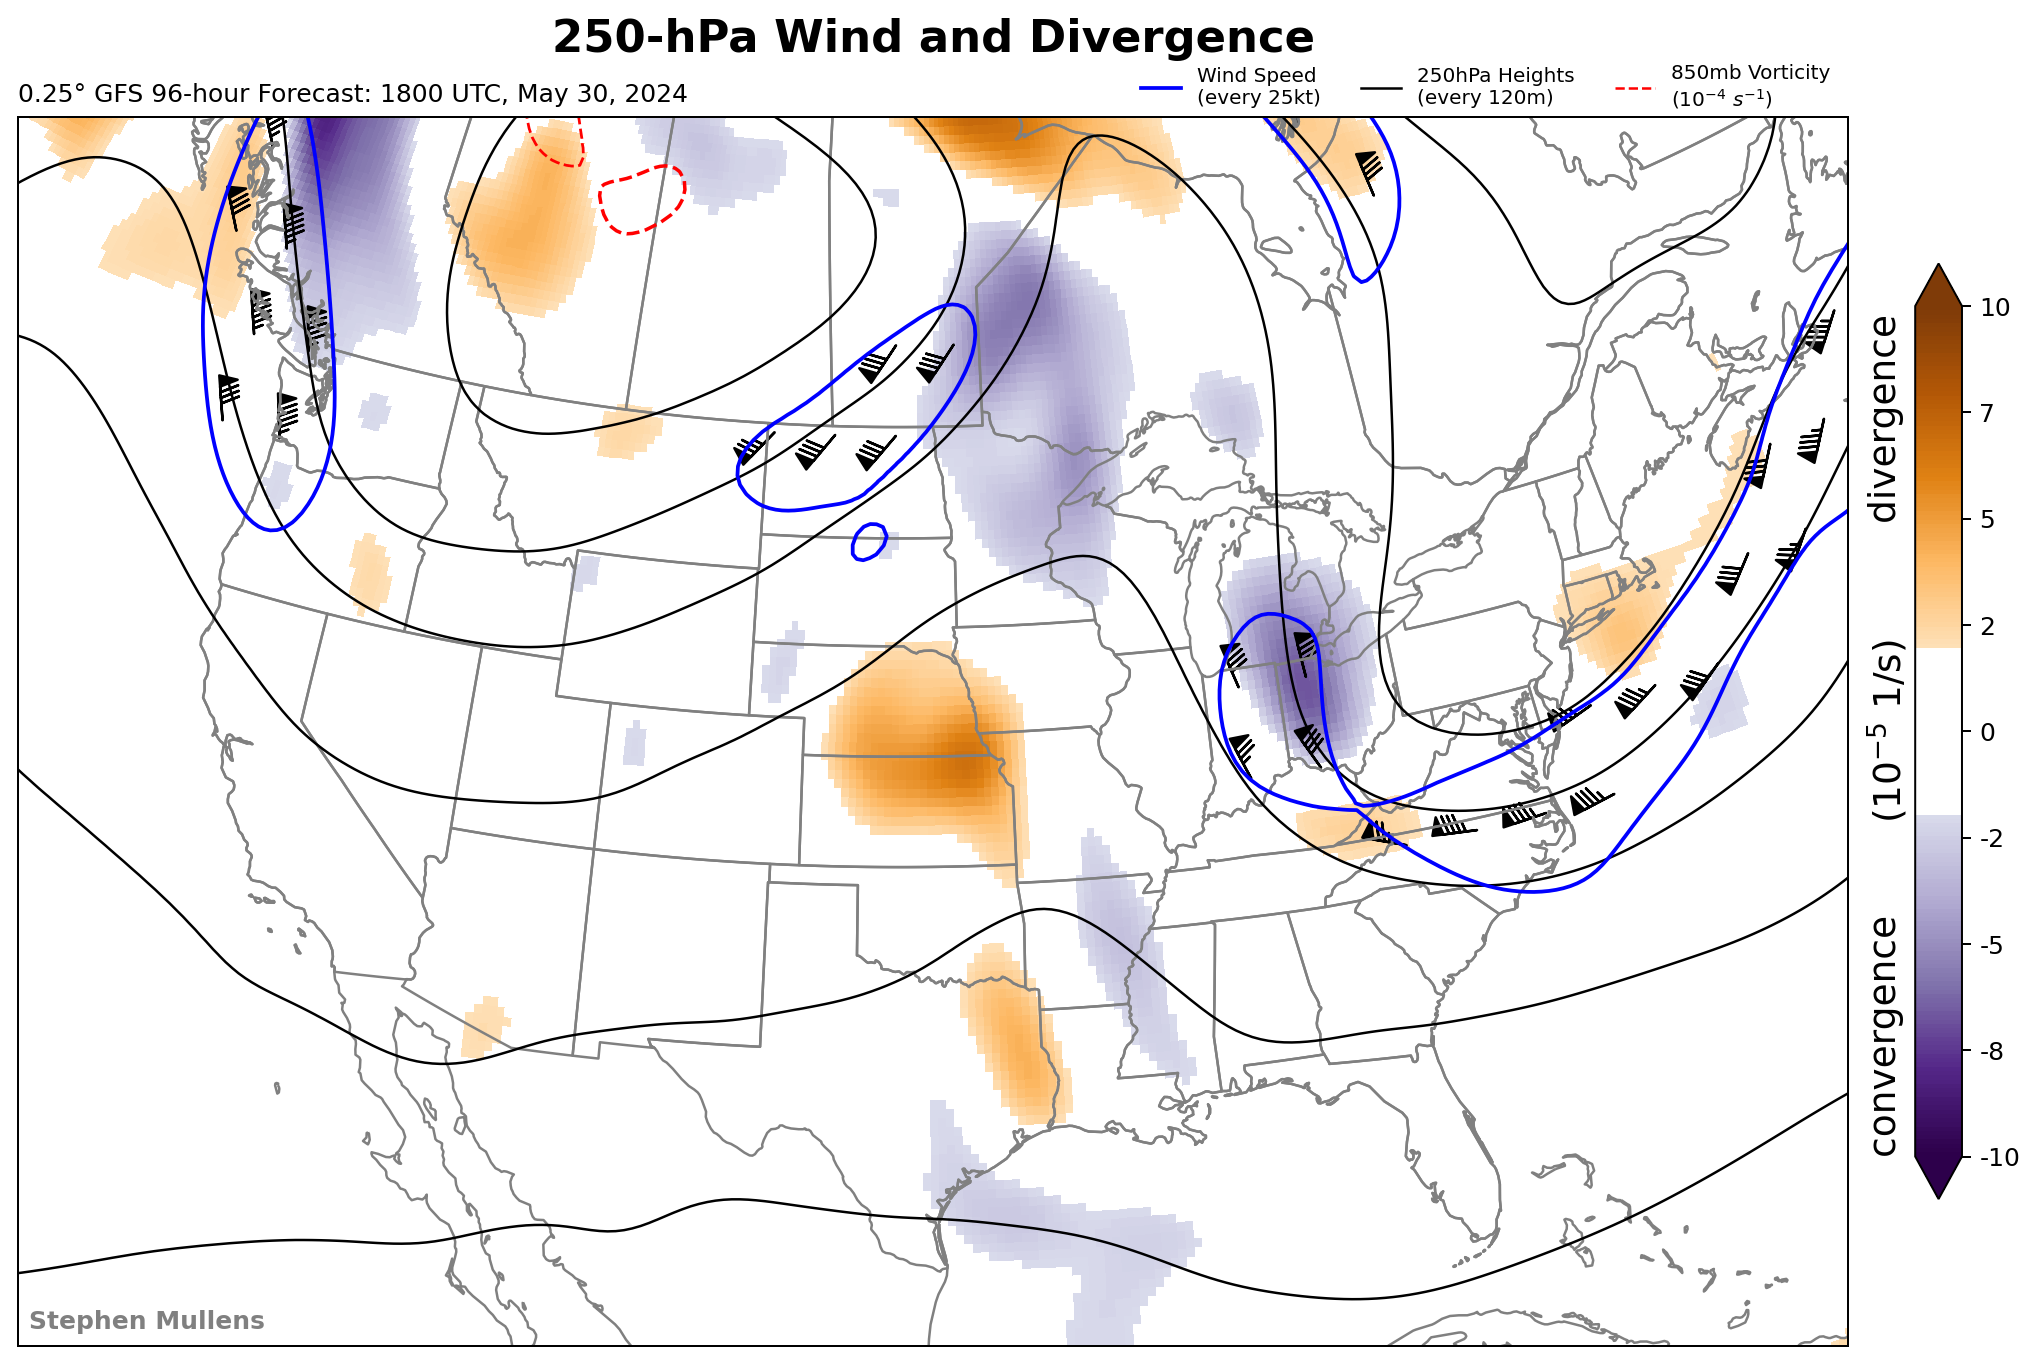 250-hPa Wind and Divergence
0.25° GFS 96-hour Forecast: 1800 UTC, May 30, 2024
Wind Speed
(every 25kt)
250hPa Heights
(every 120m)
850mb Vorticity
(10⁻⁴ s⁻¹)
10
7
5
2
0
-2
-5
-8
-10
convergence (10⁻⁵ 1/s) divergence
Stephen Mullens